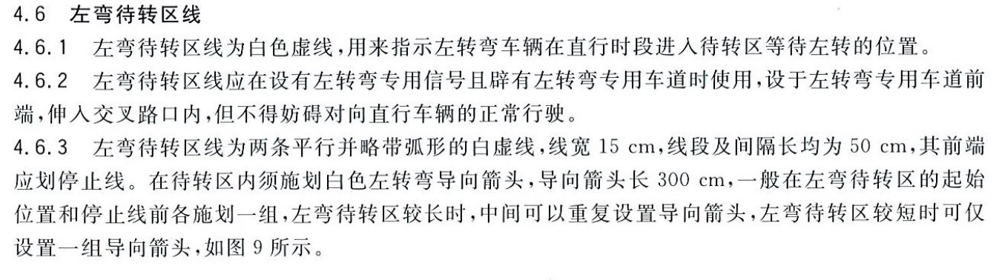 4.6 左弯待转区线
4.6.1 左弯待转区线为白色虚线,用来指示左转弯车辆在直行时段进入待转区等待左转的位置。
4.6.2 左弯待转区线应在设有左转弯专用信号且辟有左转弯专用车道时使用,设于左转弯专用车道前
端,伸入交叉路口内,但不得妨碍对向直行车辆的正常行驶。
4.6.3 左弯待转区线为两条平行并略带弧形的白虚线,线宽 15 cm,线段及间隔长均为 50 cm,其前端
应划停止线。在待转区内须施划白色左转弯导向箭头,导向箭头长 300 cm,一般在左弯待转区的起始
位置和停止线前各施划一组,左弯待转区较长时,中间可以重复设置导向箭头,左弯待转区较短时可仅
设置一组导向箭头,如图 9 所示。